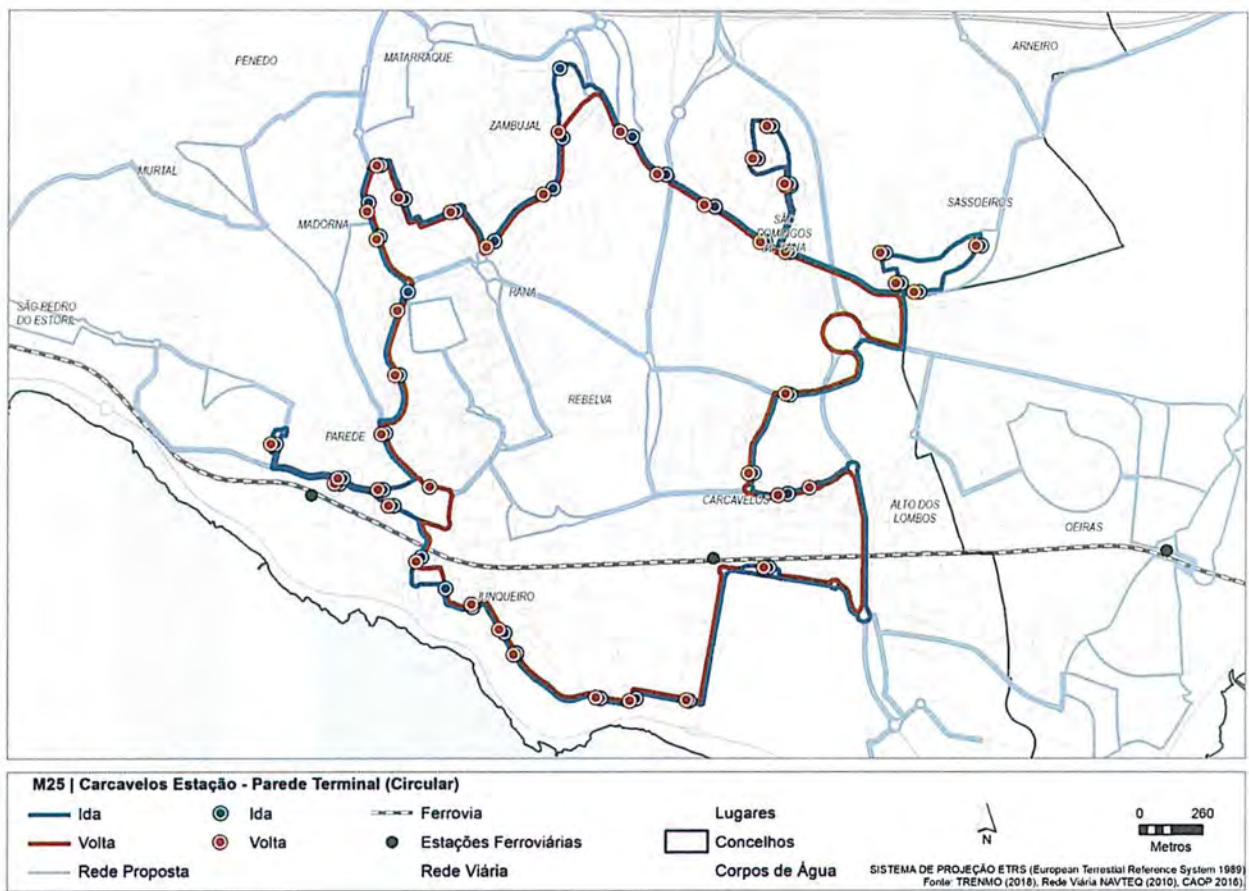 ARNEIRO
MATARRAQUE
PENEDO
ZAMBUJAL
MURTAL
SASSOEIROS
MADORNA
SÃO
DOMINGOS
DE RANA
RANA
SÃO PEDRO
DO ESTORIL
REBELVA
PAREDE
CARCAVELOS
ALTO DOS
LOMBOS
OEIRAS
JUNQUEIRO
M25 | Carcavelos Estação - Parede Terminal (Circular)
Ida
Ida
Ferrovia
Lugares
0 260
Volta
Volta
Estações Ferroviárias
Concelhos
N
Metros
Rede Proposta
Rede Viária
Corpos de Água
SISTEMA DE PROJEÇÃO ETRS (European Terrestial Reference System 1989)
Fonte: TRENMO (2018), Rede Viária NAVTEQ (2010), CAOP 2016)